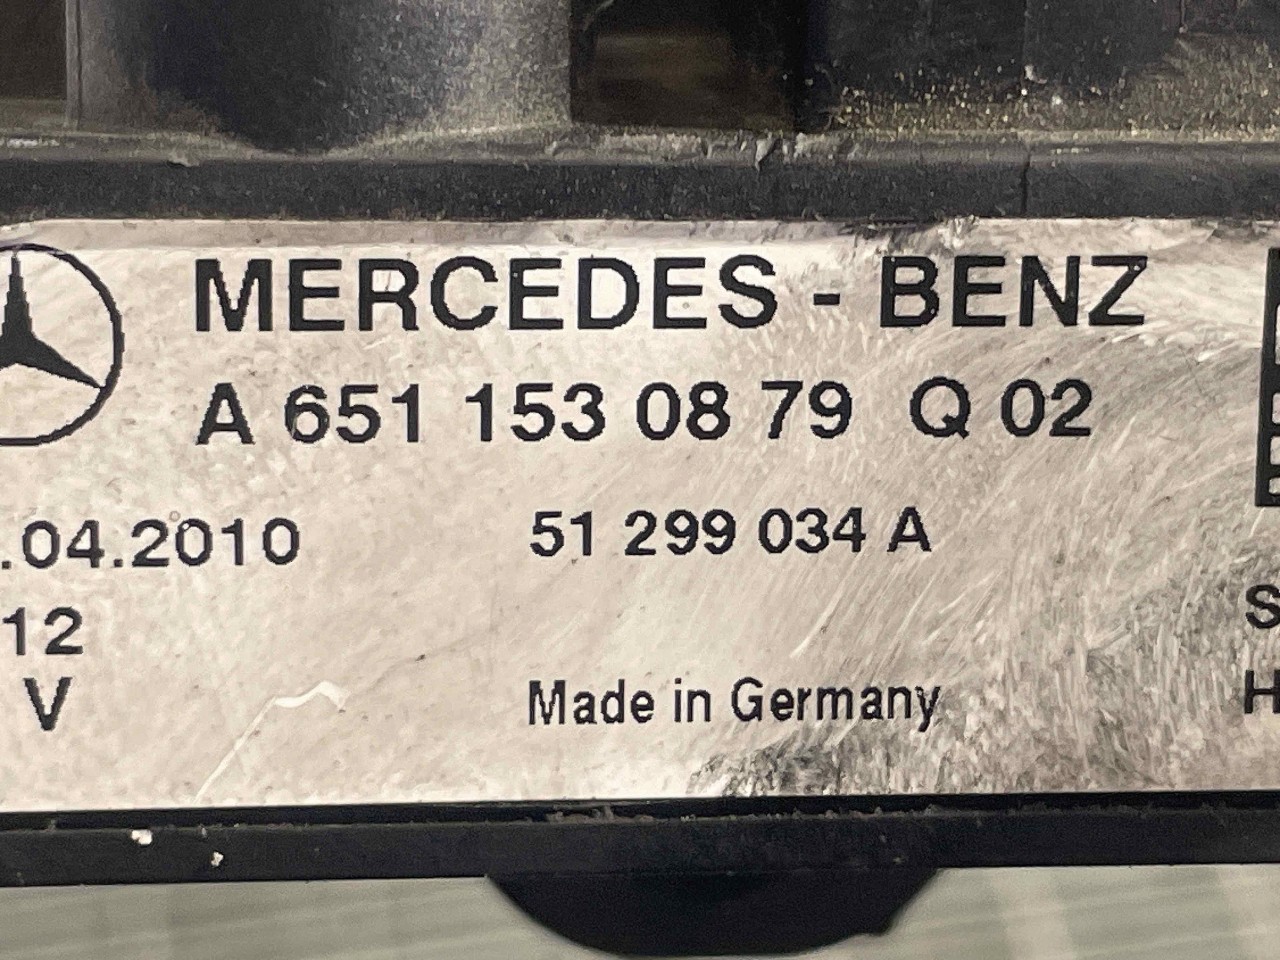 MERCEDES - BENZ
A 651 153 08 79 Q 02
.04.2010 51 299 034 A
12
V Made in Germany
S
H